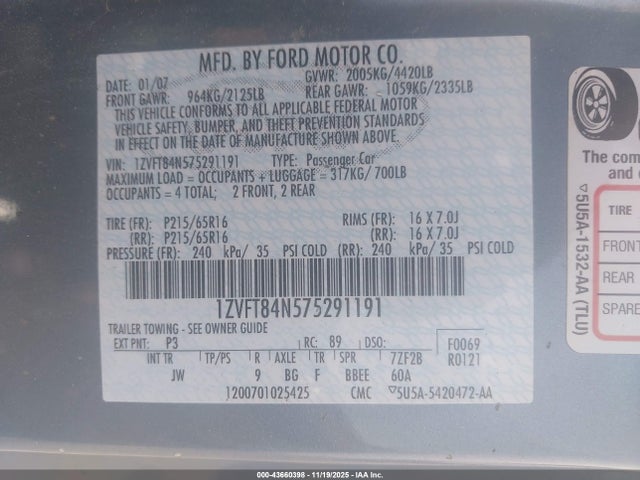 MFD. BY FORD MOTOR CO.
DATE: 01/07 GVWR: 2005KG/4420LB
FRONT GAWR: 964KG/2125LB REAR GAWR: 1059KG/2335LB
THIS VEHICLE CONFORMS TO ALL APPLICABLE FEDERAL MOTOR
VEHICLE SAFETY, BUMPER, AND THEFT PREVENTION STANDARDS
IN EFFECT ON THE DATE OF MANUFACTURE SHOWN ABOVE.
VIN: 1ZVFT84N575291191 TYPE: Passenger Car
MAXIMUM LOAD = OCCUPANTS + LUGGAGE = 317KG/ 700LB
OCCUPANTS = 4 TOTAL; 2 FRONT, 2 REAR
TIRE (FR): P215/65R16 RIMS (FR): 16 X 7.0J
(RR): P215/65R16 (RR): 16 X 7.0J
PRESSURE (FR): 240 kPa/ 35 PSI COLD (RR): 240 kPa/ 35 PSI COLD
1ZVFT84N575291191
TRAILER TOWING - SEE OWNER GUIDE
EXT PNT: P3 RC: B9 DSO: F0069
INT TR TP/PS R AXLE TR SPR 7ZF2B R0121
JW 9 BG F BBEE 60A
1200701025425 CMC ▽5U5A-5420472-AA
The com
and
▽5U5A-1532-AA (TLU)
TIRE
FRONT
REAR
SPARE
000-43660398 - 11/19/2025 - IAA Corp.